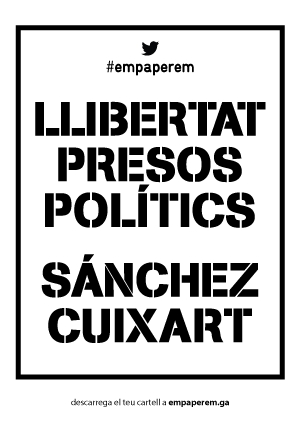 #empaperem
LLIBERTAT
PRESOS
POLÍTICS
SÁNCHEZ
CUIXART
descarrega el teu cartell a empaperem.ga